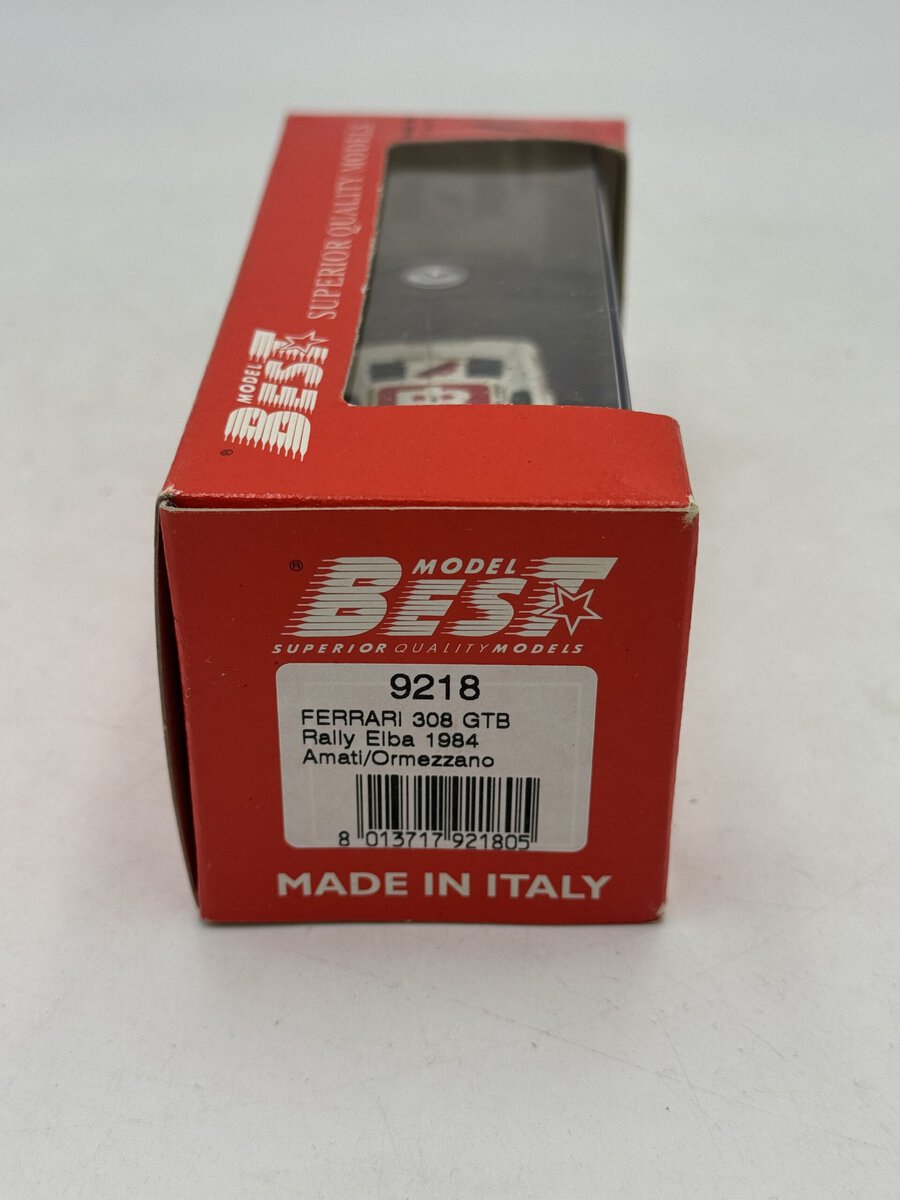 SUPERIOR QUALITY MODELS
MODEL
BEST
®
® MODEL
BEST
SUPERIOR QUALITY MODELS
9218
FERRARI 308 GTB
Rally Elba 1984
Amati/Ormezzano
8 013717 921805
MADE IN ITALY